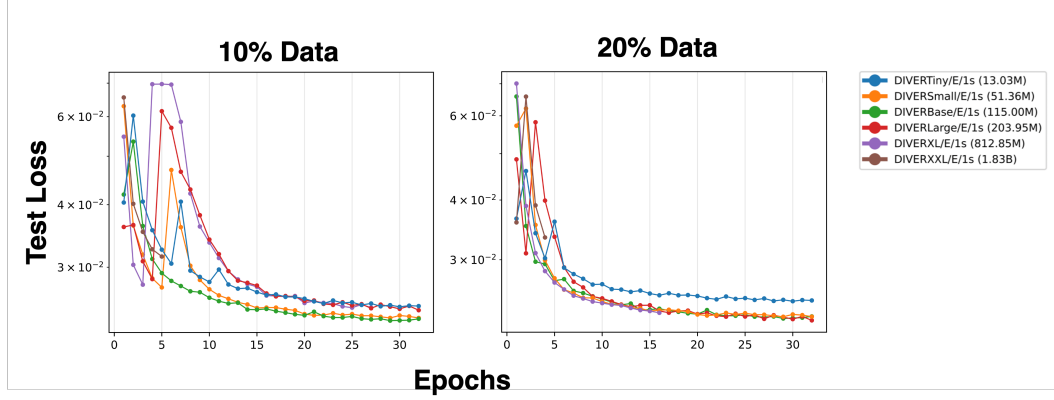 10% Data
20% Data
Test Loss
6 × 10⁻²
4 × 10⁻²
3 × 10⁻²
0 5 10 15 20 25 30
6 × 10⁻²
4 × 10⁻²
3 × 10⁻²
0 5 10 15 20 25 30
Epochs
DIVERTiny/E/1s (13.03M)
DIVERSmall/E/1s (51.36M)
DIVERBase/E/1s (115.00M)
DIVERLarge/E/1s (203.95M)
DIVERXL/E/1s (812.85M)
DIVERXXL/E/1s (1.83B)